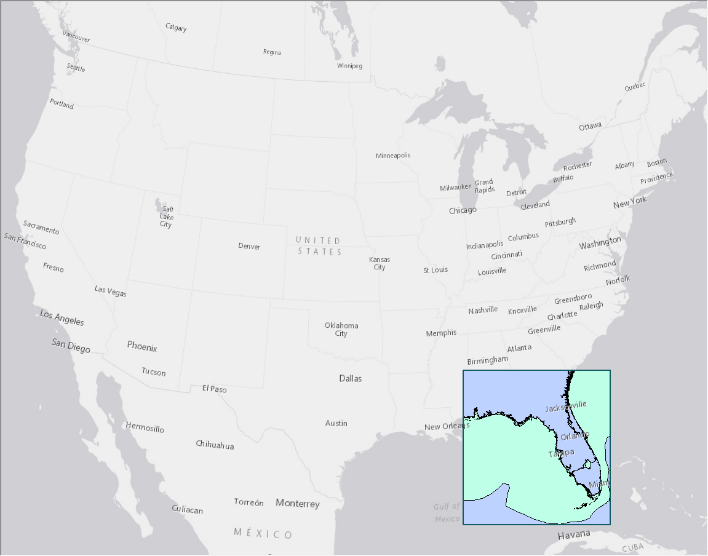 Vancouver
Calgary
Regina
Winnipeg
Seattle
Portland
Quebec
Ottawa
Minneapolis
Rochester
Albany
Boston
Buffalo
Providence
Milwaukee
Grand
Rapids
Detroit
Cleveland
New York
Chicago
Salt
Lake
City
Pittsburgh
Sacramento
San Francisco
Denver
UNITED
STATES
Indianapolis
Columbus
Washington
Cincinnati
Kansas
City
St Louis
Louisville
Richmond
Fresno
Norfolk
Las Vegas
Greensboro
Raleigh
Nashville
Knoxville
Charlotte
Los Angeles
Oklahoma
City
Memphis
Greenville
San Diego
Phoenix
Atlanta
Birmingham
Tucson
Dallas
El Paso
Jacksonville
Hermosillo
Austin
New Orleans
Orlando
Chihuahua
Tampa
Miami
Torreón
Monterrey
Culiacan
Gulf of
Mexico
MÉXICO
Havana
CUBA